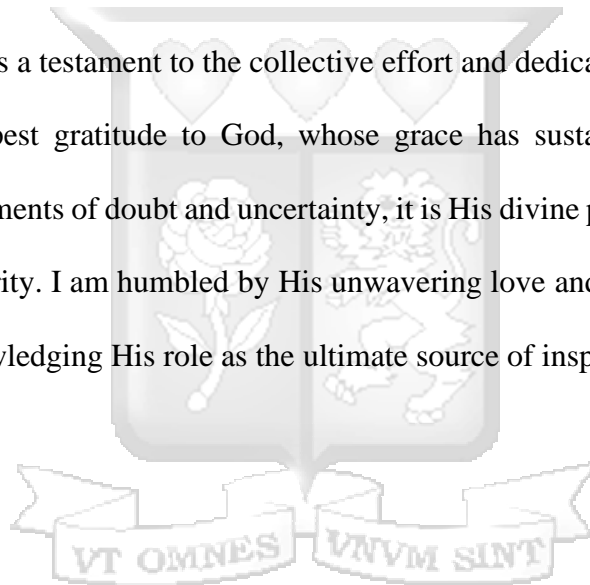 s a testament to the collective effort and dedica
pest gratitude to God, whose grace has susta
ments of doubt and uncertainty, it is His divine p
rity. I am humbled by His unwavering love and
vledging His role as the ultimate source of insp
VT OMNES VNVM SINT